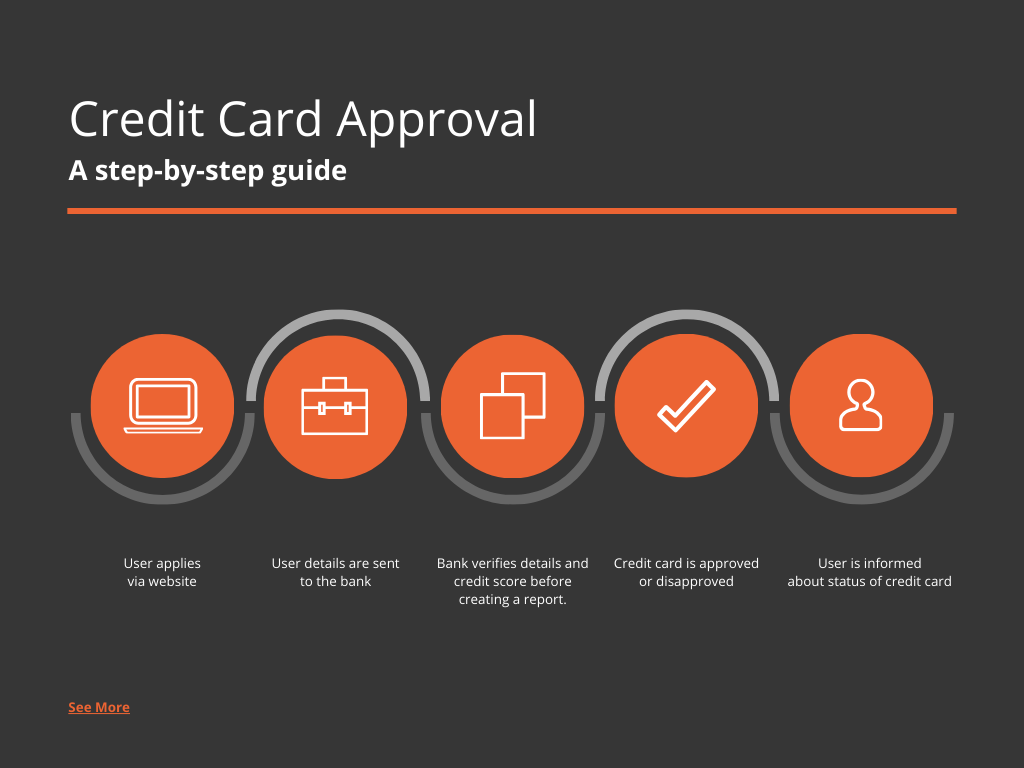 Credit Card Approval
A step-by-step guide
User applies
via website
User details are sent
to the bank
Bank verifies details and
credit score before
creating a report.
Credit card is approved
or disapproved
User is informed
about status of credit card
See More